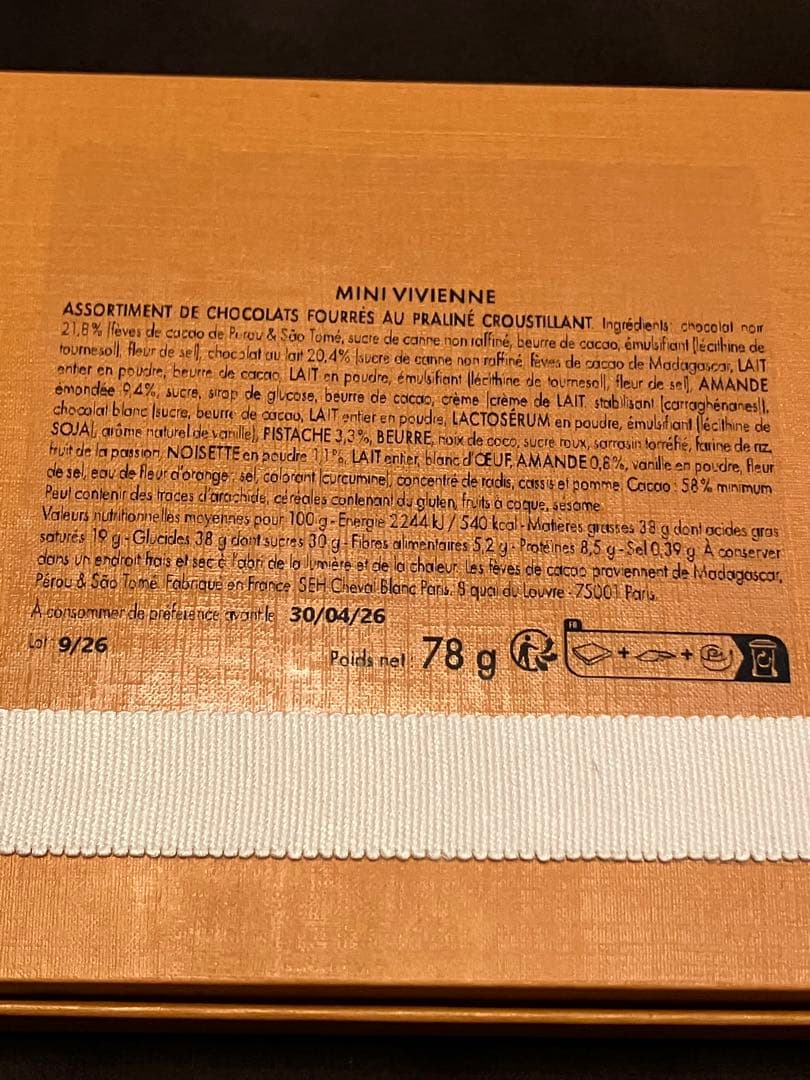 MINI VIVIENNE
ASSORTIMENT DE CHOCOLATS FOURRÉS AU PRALINÉ CROUSTILLANT. Ingrédients: chocolat noir
21,8% (fèves de cacao de Pérou & São Tomé, sucre de canne non raffiné, beurre de cacao, émulsifiant (lécithine de
tournesol), fleur de sel), chocolat au lait 20,4% (sucre de canne non raffiné, fèves de cacao de Madagascar, LAIT
entier en poudre, beurre de cacao, LAIT en poudre, émulsifiant (lécithine de tournesol), fleur de sel), AMANDE
émondée 9,4%, sucre, sirop de glucose, beurre de cacao, crème (crème de LAIT, stabilisant (carraghénanes)),
chocolat blanc (sucre, beurre de cacao, LAIT entier en poudre, LACTOSÉRUM en poudre, émulsifiant (lécithine de
SOJA), arôme naturel de vanille), PISTACHE 3,3%, BEURRE, noix de coco, sucre roux, sarrasin torréfié, farine de riz,
fruit de la passion, NOISETTE en poudre 1,1%, LAIT entier, blanc d'ŒUF, AMANDE 0,8%, vanille en poudre, fleur
de sel, eau de fleur d'oranger, sel, colorant (curcumine), concentré de radis, cassis et pomme. Cacao : 58% minimum
Peut contenir des traces d'arachide, céréales contenant du gluten, fruits à coque, sésame.
Valeurs nutritionnelles moyennes pour 100 g - Energie 2244 kJ / 540 kcal - Matières grasses 38 g dont acides gras
saturés 19 g - Glucides 38 g dont sucres 30 g - Fibres alimentaires 5,2 g - Protéines 8,5 g - Sel 0,39 g. À conserver
dans un endroit frais et sec à l'abri de la lumière et de la chaleur. Les fèves de cacao proviennent de Madagascar,
Pérou & São Tomé. Fabriqué en France. SEH Cheval Blanc Paris. 8 quai du Louvre - 75001 Paris.
À consommer de préférence avant le 30/04/26
Lot 9/26
Poids net : 78 g
FR